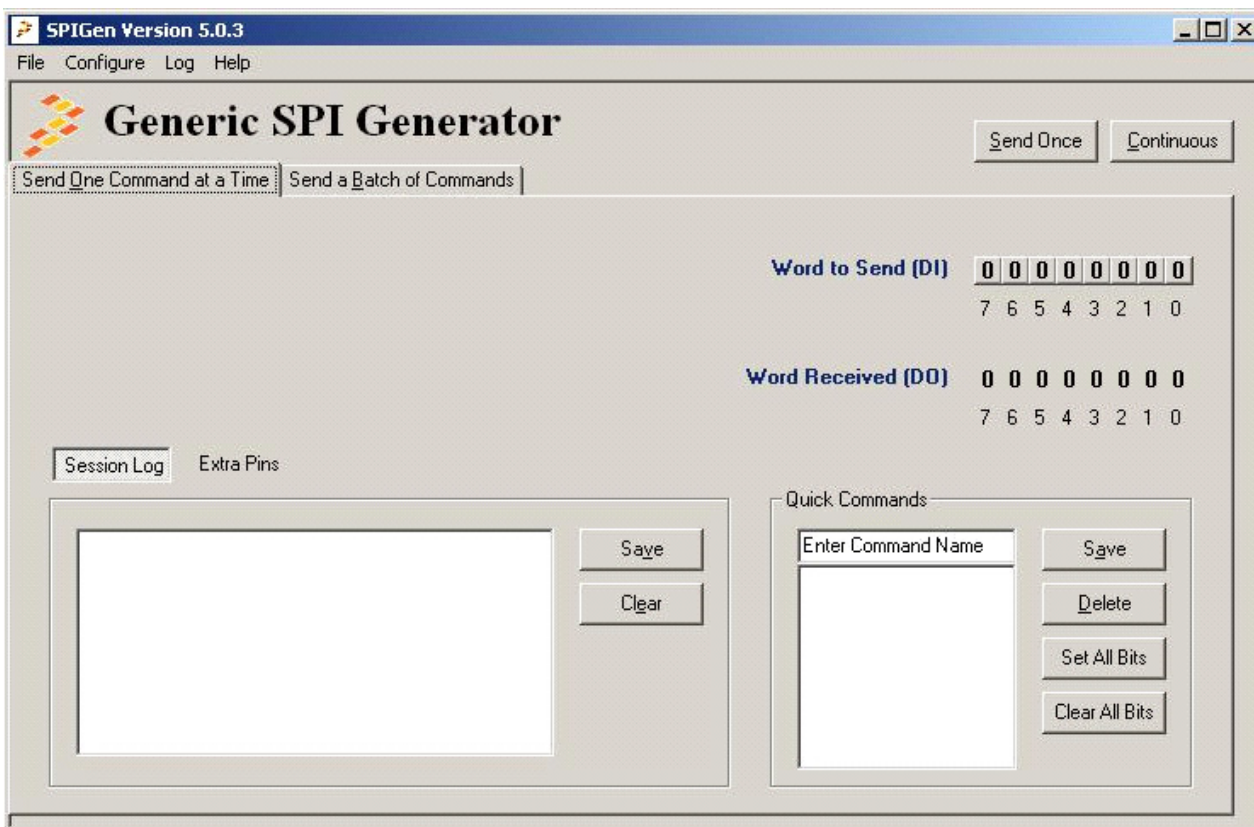 SPIGen Version 5.0.3
File Configure Log Help
Generic SPI Generator
Send Once Continuous
Send One Command at a Time Send a Batch of Commands
Word to Send (DI) 0 0 0 0 0 0 0 0
7 6 5 4 3 2 1 0
Word Received (DO) 0 0 0 0 0 0 0 0
7 6 5 4 3 2 1 0
Session Log Extra Pins
Quick Commands
Save Enter Command Name Save
Clear Delete
Set All Bits
Clear All Bits